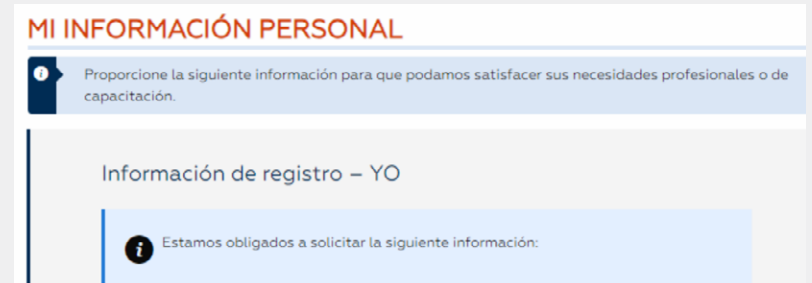 MI INFORMACIÓN PERSONAL
Proporcione la siguiente información para que podamos satisfacer sus necesidades profesionales o de
capacitación.
Información de registro – YO
Estamos obligados a solicitar la siguiente información: